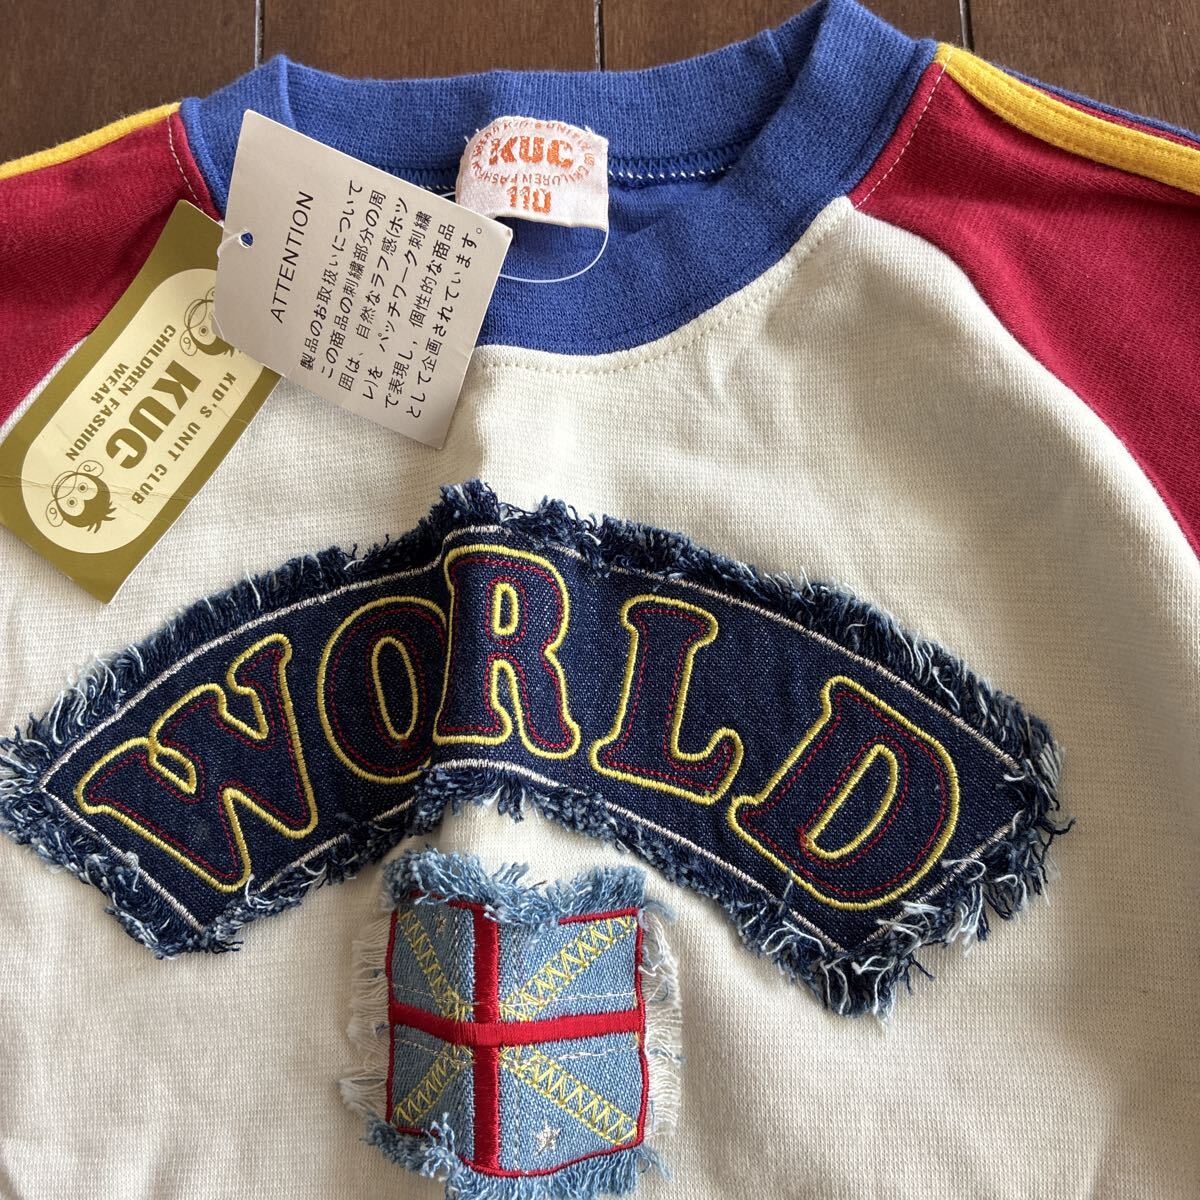 KUC
CHILDREN FASHI
110
ATTENTION
製品のお取扱いについて
この商品の刺繍部分の周
囲は、自然なラフ感(ホツ
レ)を パッチワーク刺繍
で表現し，個性的な商品
として企画されています。
KID'S UNIT CLUB
KUC
CHILDREN FASHION
WEAR
WORLD